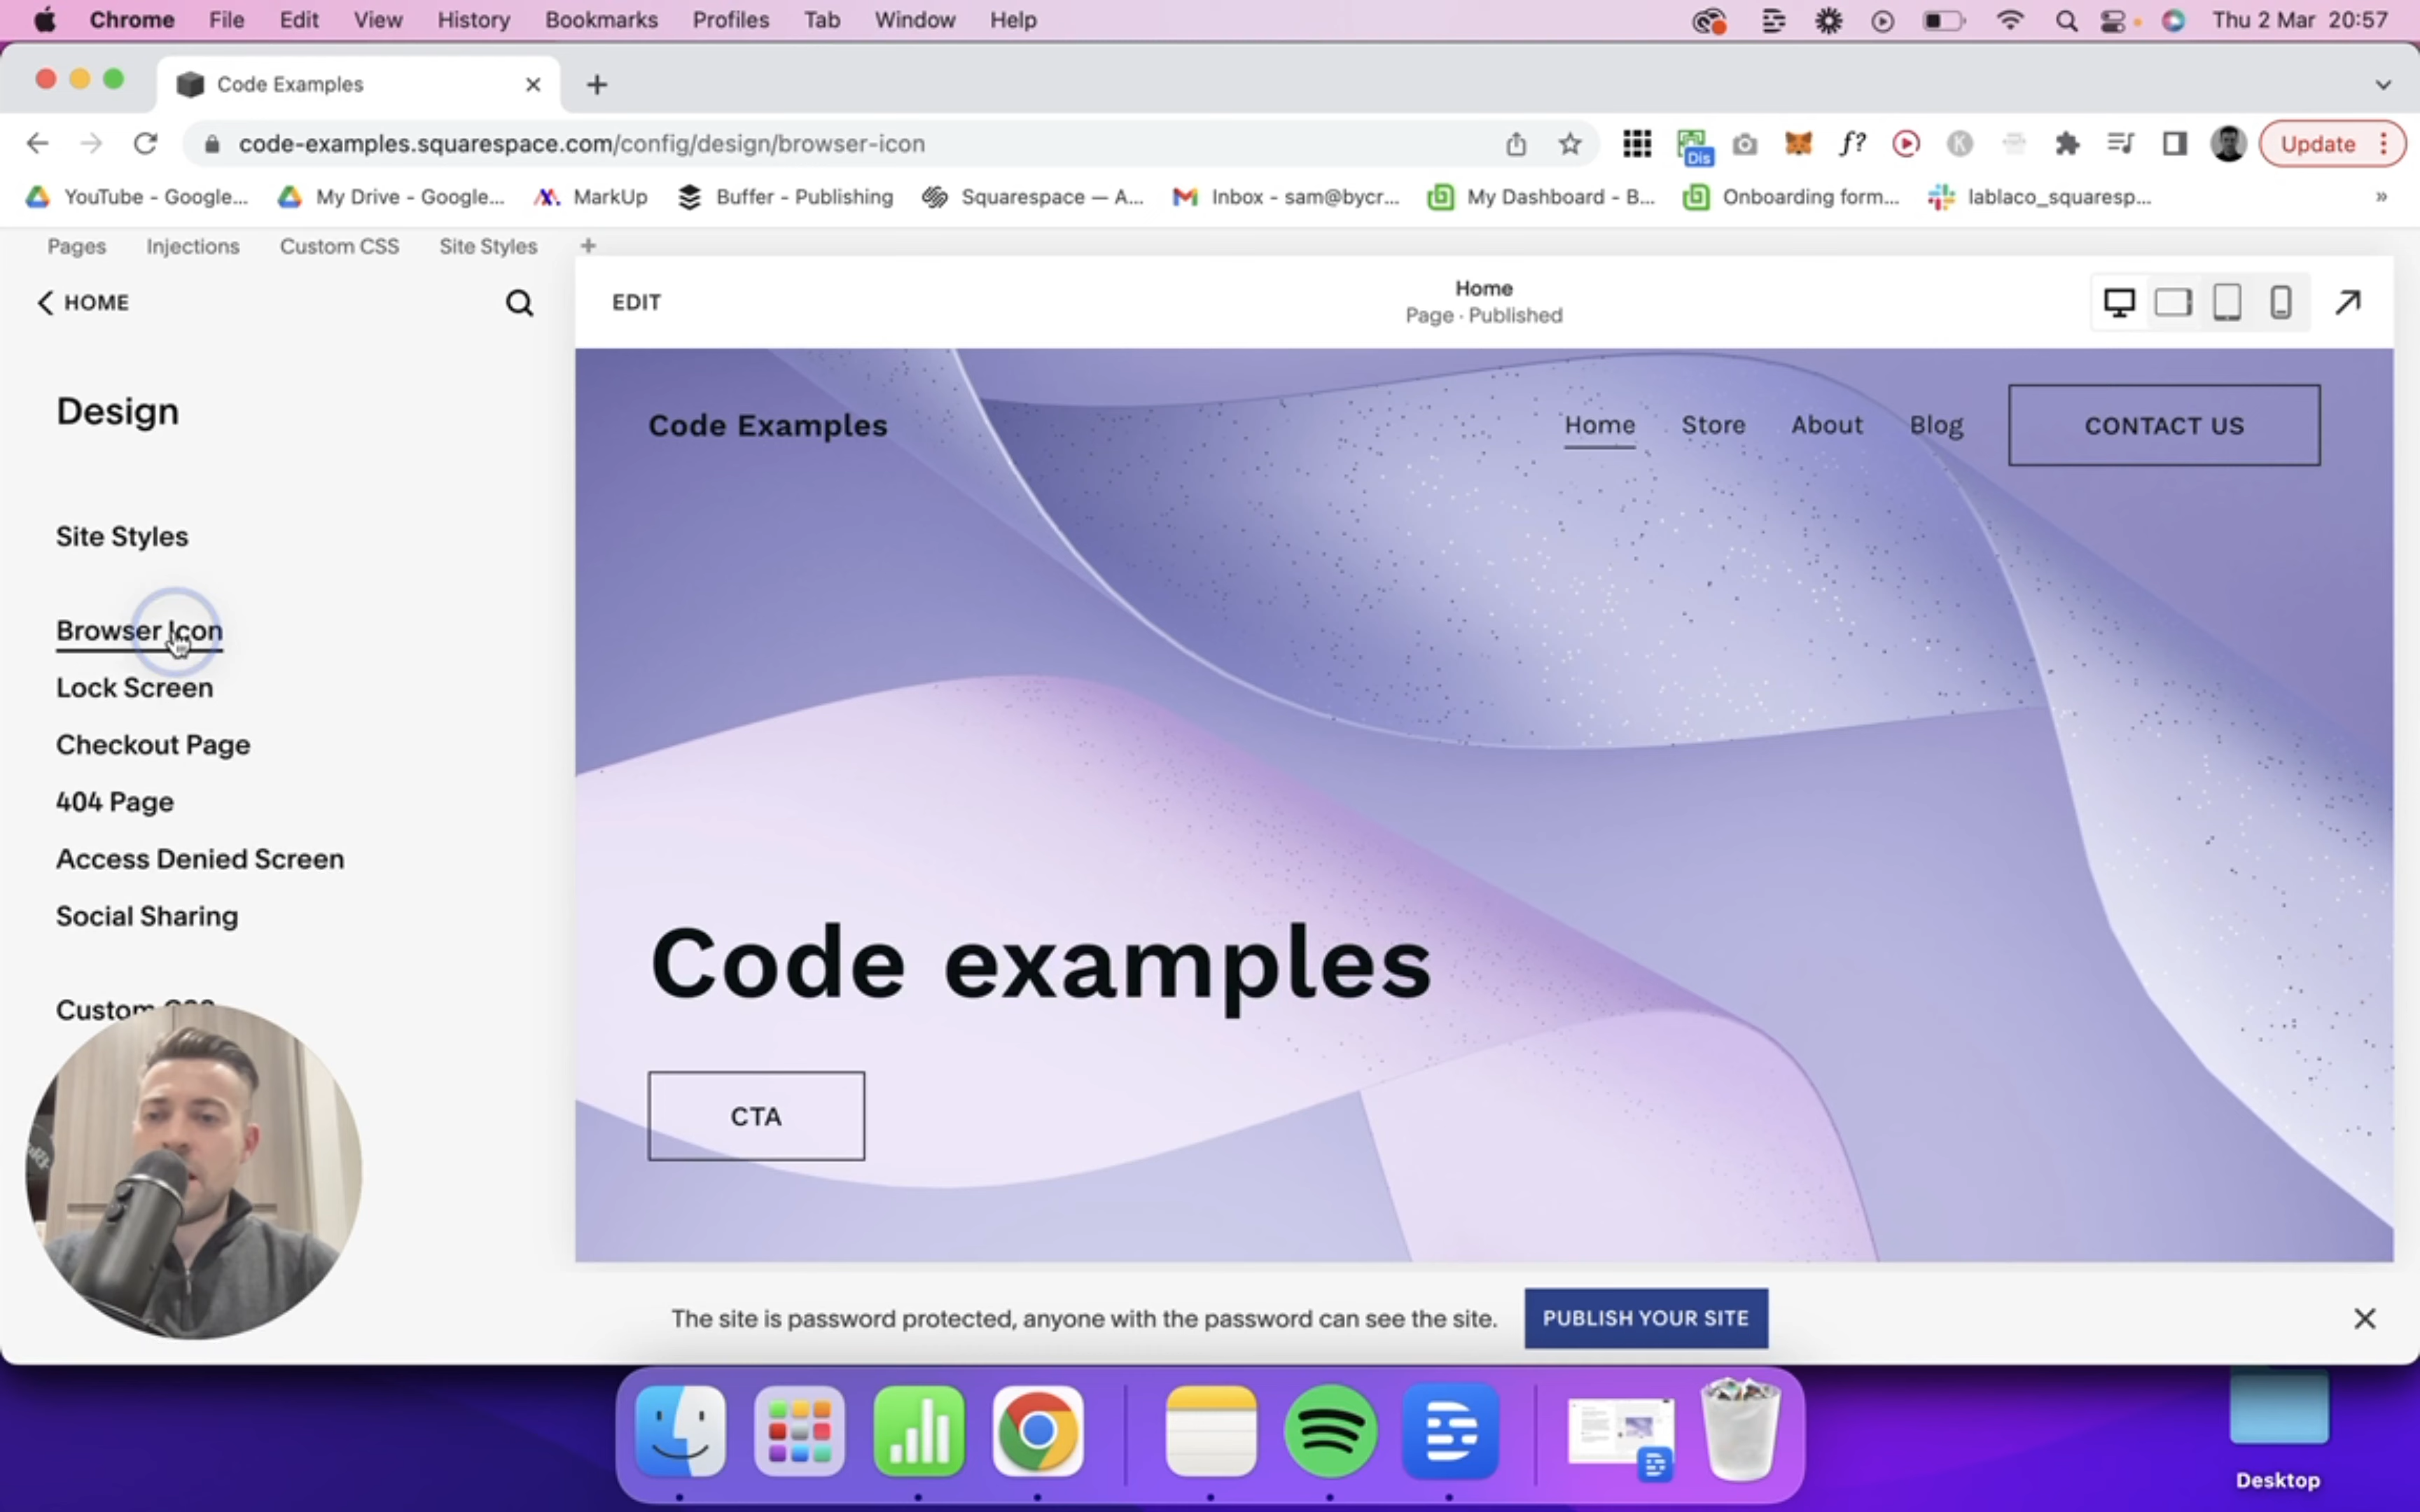 Chrome File Edit View History Bookmarks Profiles Tab Window Help Thu 2 Mar 20:57
Code Examples
code-examples.squarespace.com/config/design/browser-icon
Dis
f?
K
Update
YouTube - Google... My Drive - Google... MarkUp Buffer - Publishing Squarespace — A... Inbox - sam@bycr... My Dashboard - B... Onboarding form... lablaco_squaresp... »
Pages Injections Custom CSS Site Styles +
HOME
EDIT
Home
Page · Published
Design
Site Styles
Browser Icon
Lock Screen
Checkout Page
404 Page
Access Denied Screen
Social Sharing
Custom CSS
Code Examples
Home Store About Blog CONTACT US
Code examples
CTA
The site is password protected, anyone with the password can see the site. PUBLISH YOUR SITE
Desktop